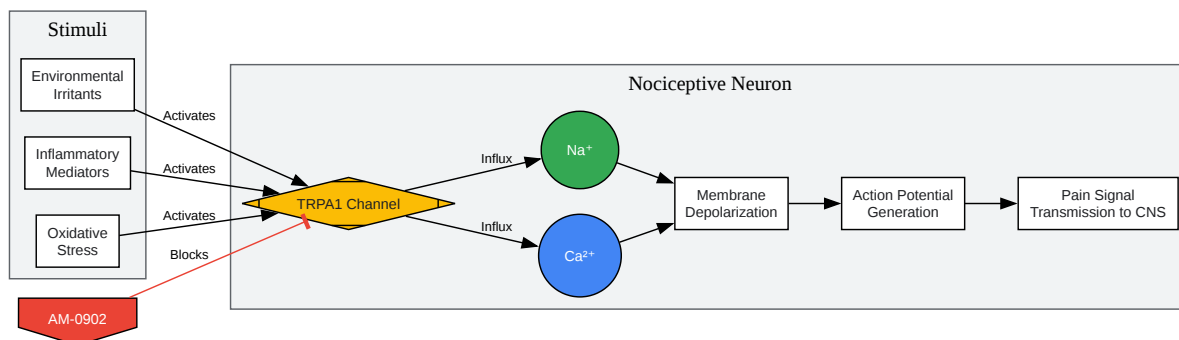 Stimuli
Environmental
Irritants
Inflammatory
Mediators
Oxidative
Stress
Activates
Activates
Activates
Blocks
AM-0902
Nociceptive Neuron
TRPA1 Channel
Influx
Influx
Na⁺
Ca²⁺
Membrane
Depolarization
Action Potential
Generation
Pain Signal
Transmission to CNS